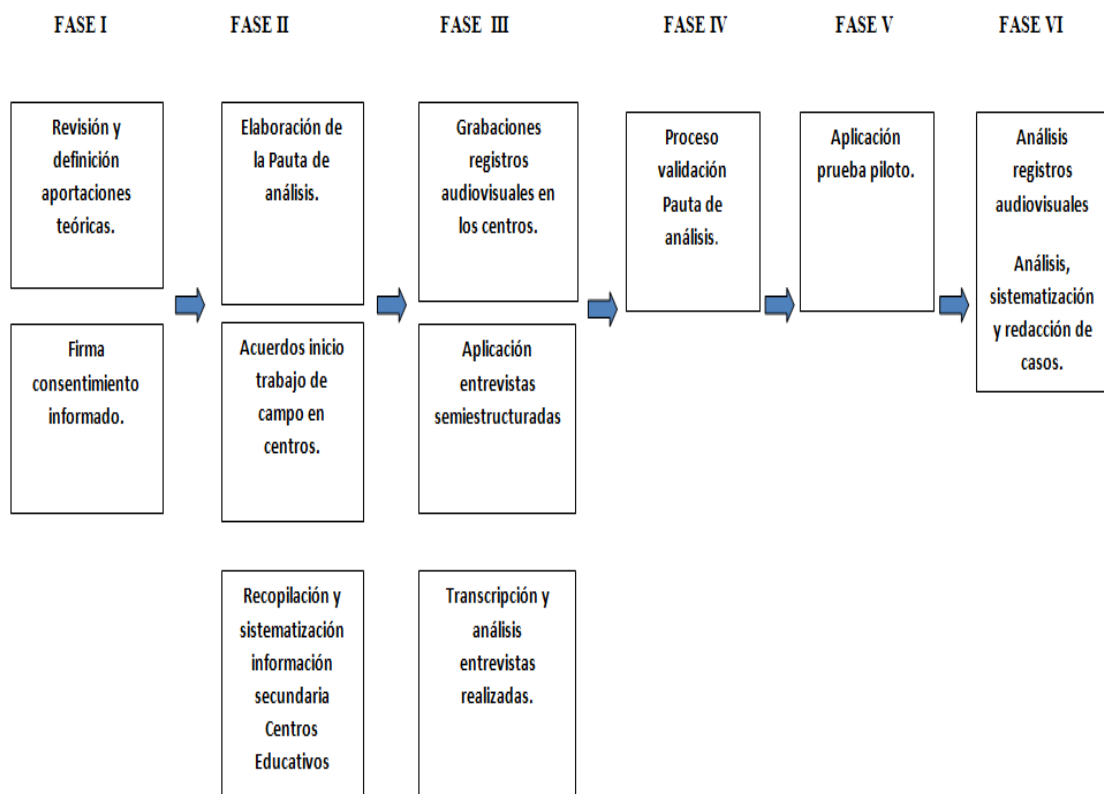 FASE I
FASE II
FASE III
FASE IV
FASE V
FASE VI
Revisión y
definición
aportaciones
teóricas.
Firma
consentimiento
informado.
Elaboración de
la Pauta de
análisis.
Acuerdos inicio
trabajo de
campo en
centros.
Recopilación y
sistematización
información
secundaria
Centros
Educativos
Grabaciones
registros
audiovisuales en
los centros.
Aplicación
entrevistas
semiestructuradas
Transcripción y
análisis
entrevistas
realizadas.
Proceso
validación
Pauta de
análisis.
Aplicación
prueba piloto.
Análisis
registros
audiovisuales
Análisis,
sistematización
y redacción de
casos.